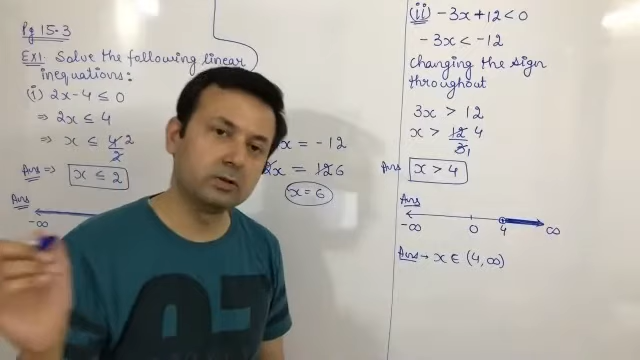 Pg 15.3
EX1. Solve the following linear
inequations:
(i) 2x-4 ≤ 0
⇒ 2x ≤ 4
⇒ x ≤ 4/2 2
Ans ⇒ x ≤ 2
Ans
-∞
x = -12
2x = 126
x = 6
(ii) -3x+12<0
-3x < -12
changing the sign
throughout
3x > 12
x > 12/3 4
1
Ans x > 4
Ans
-∞ 0 4 ∞
Ans → x ∈ (4, ∞)